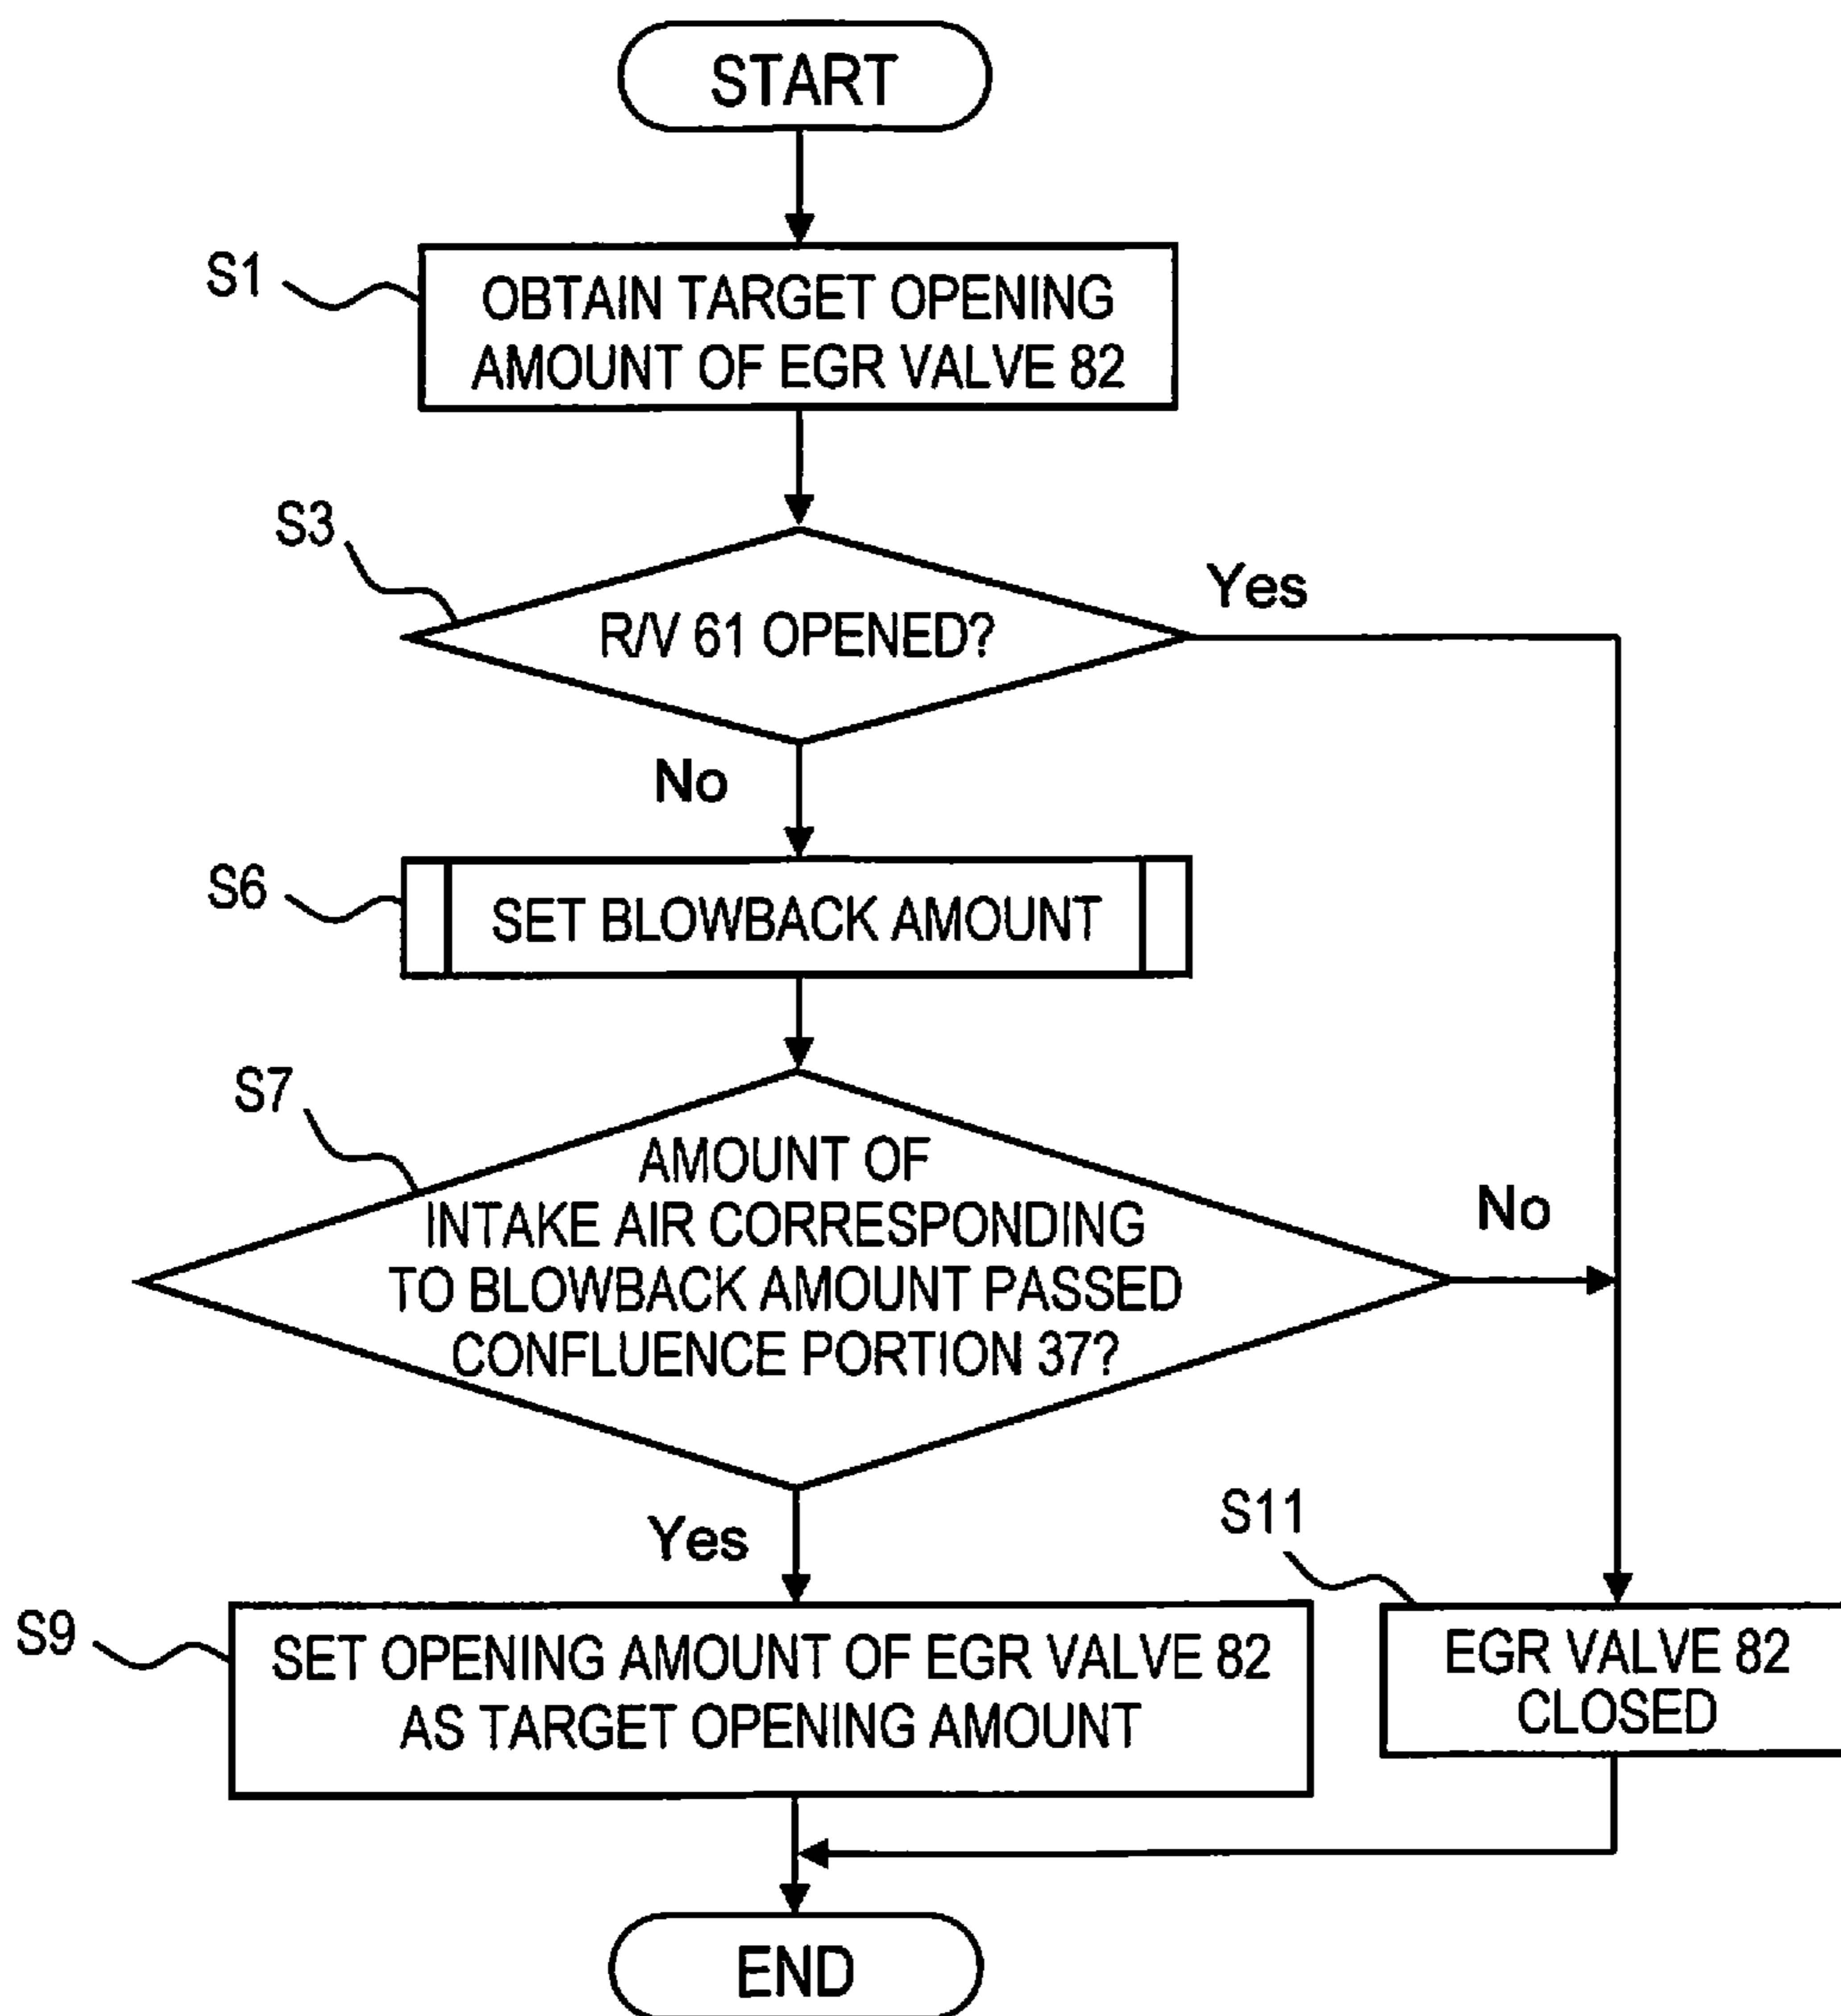 START
S1
OBTAIN TARGET OPENING
AMOUNT OF EGR VALVE 82
S3
R/V 61 OPENED?
Yes
No
S6
SET BLOWBACK AMOUNT
S7
AMOUNT OF
INTAKE AIR CORRESPONDING
TO BLOWBACK AMOUNT PASSED
CONFLUENCE PORTION 37?
No
Yes
S9
SET OPENING AMOUNT OF EGR VALVE 82
AS TARGET OPENING AMOUNT
S11
EGR VALVE 82
CLOSED
END